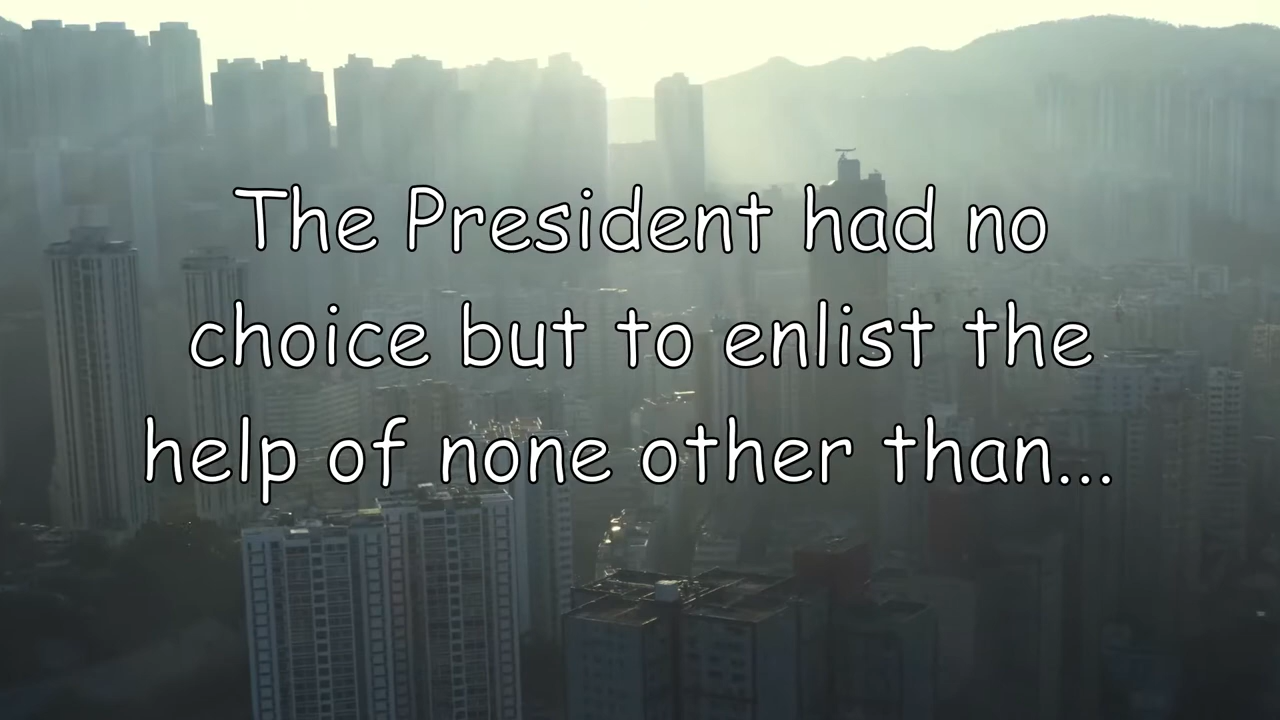 The President had no
choice but to enlist the
help of none other than...